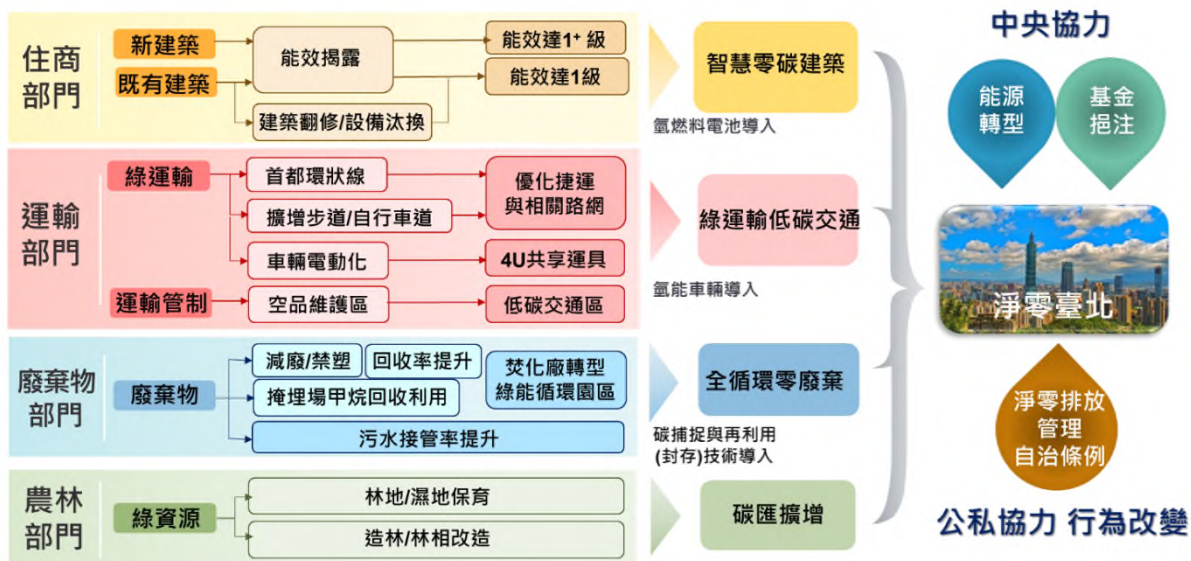 住商
部門
新建築
既有建築
能效揭露
建築翻修/設備汰換
能效達1⁺ 級
能效達1級
智慧零碳建築
氫燃料電池導入
運輸
部門
綠運輸
運輸管制
首都環狀線
擴增步道/自行車道
車輛電動化
空品維護區
優化捷運
與相關路網
4U共享運具
低碳交通區
綠運輸低碳交通
氫能車輛導入
廢棄物
部門
廢棄物
減廢/禁塑
回收率提升
掩埋場甲烷回收利用
焚化廠轉型
綠能循環園區
污水接管率提升
全循環零廢棄
碳捕捉與再利用
(封存)技術導入
農林
部門
綠資源
林地/濕地保育
造林/林相改造
碳匯擴增
中央協力
能源
轉型
基金
挹注
淨零臺北
淨零排放
管理
自治條例
公私協力 行為改變